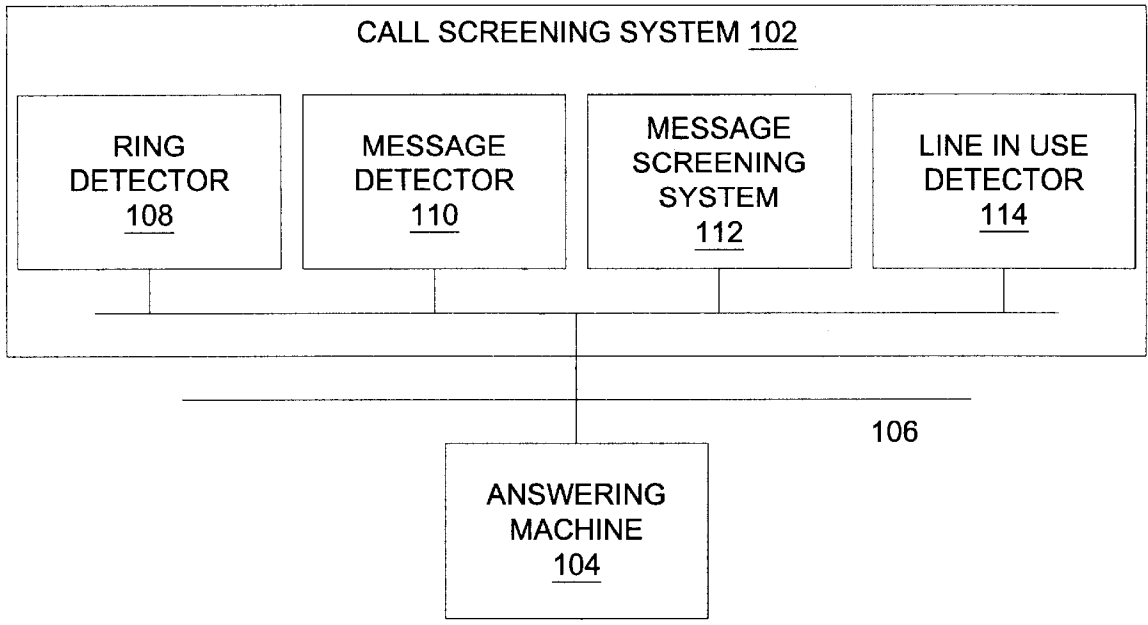 CALL SCREENING SYSTEM 102
RING
DETECTOR
108
MESSAGE
DETECTOR
110
MESSAGE
SCREENING
SYSTEM
112
LINE IN USE
DETECTOR
114
106
ANSWERING
MACHINE
104